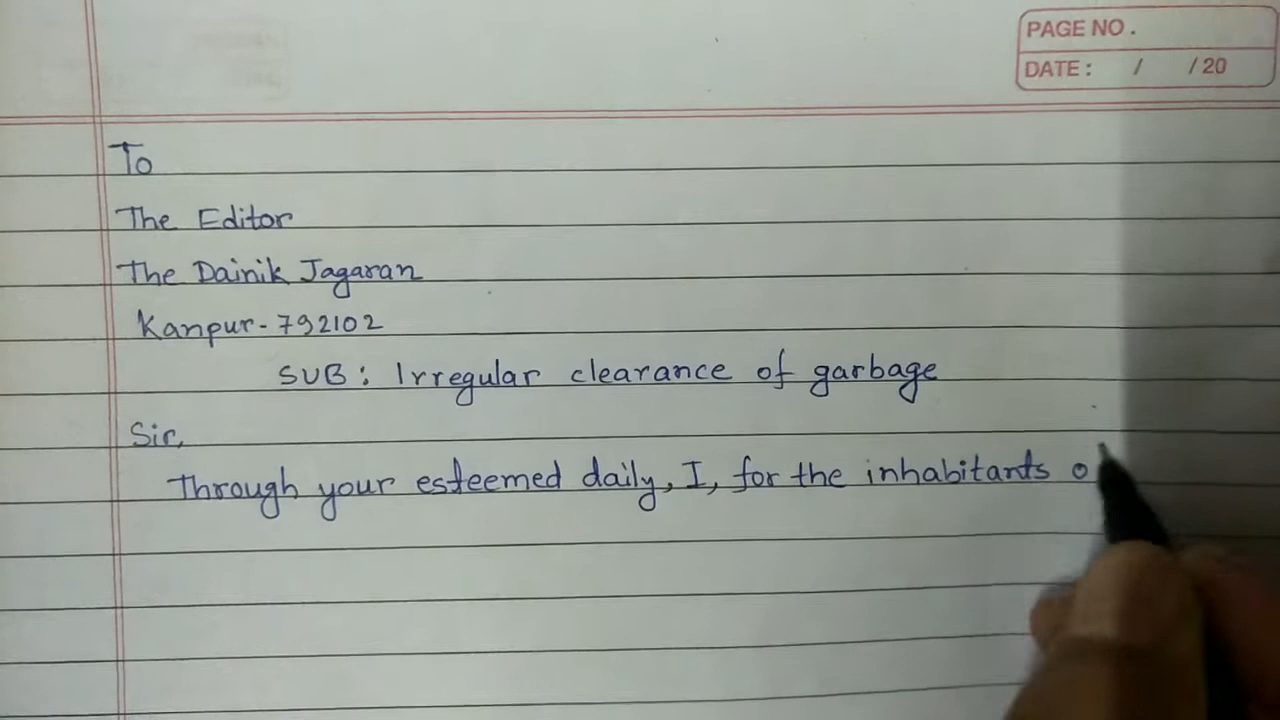 PAGE NO .
DATE : / / 20
To
The Editor
The Dainik Jagaran
Kanpur - 792102
SUB : Irregular clearance of garbage
Sir,
Through your esteemed daily, I, for the inhabitants o